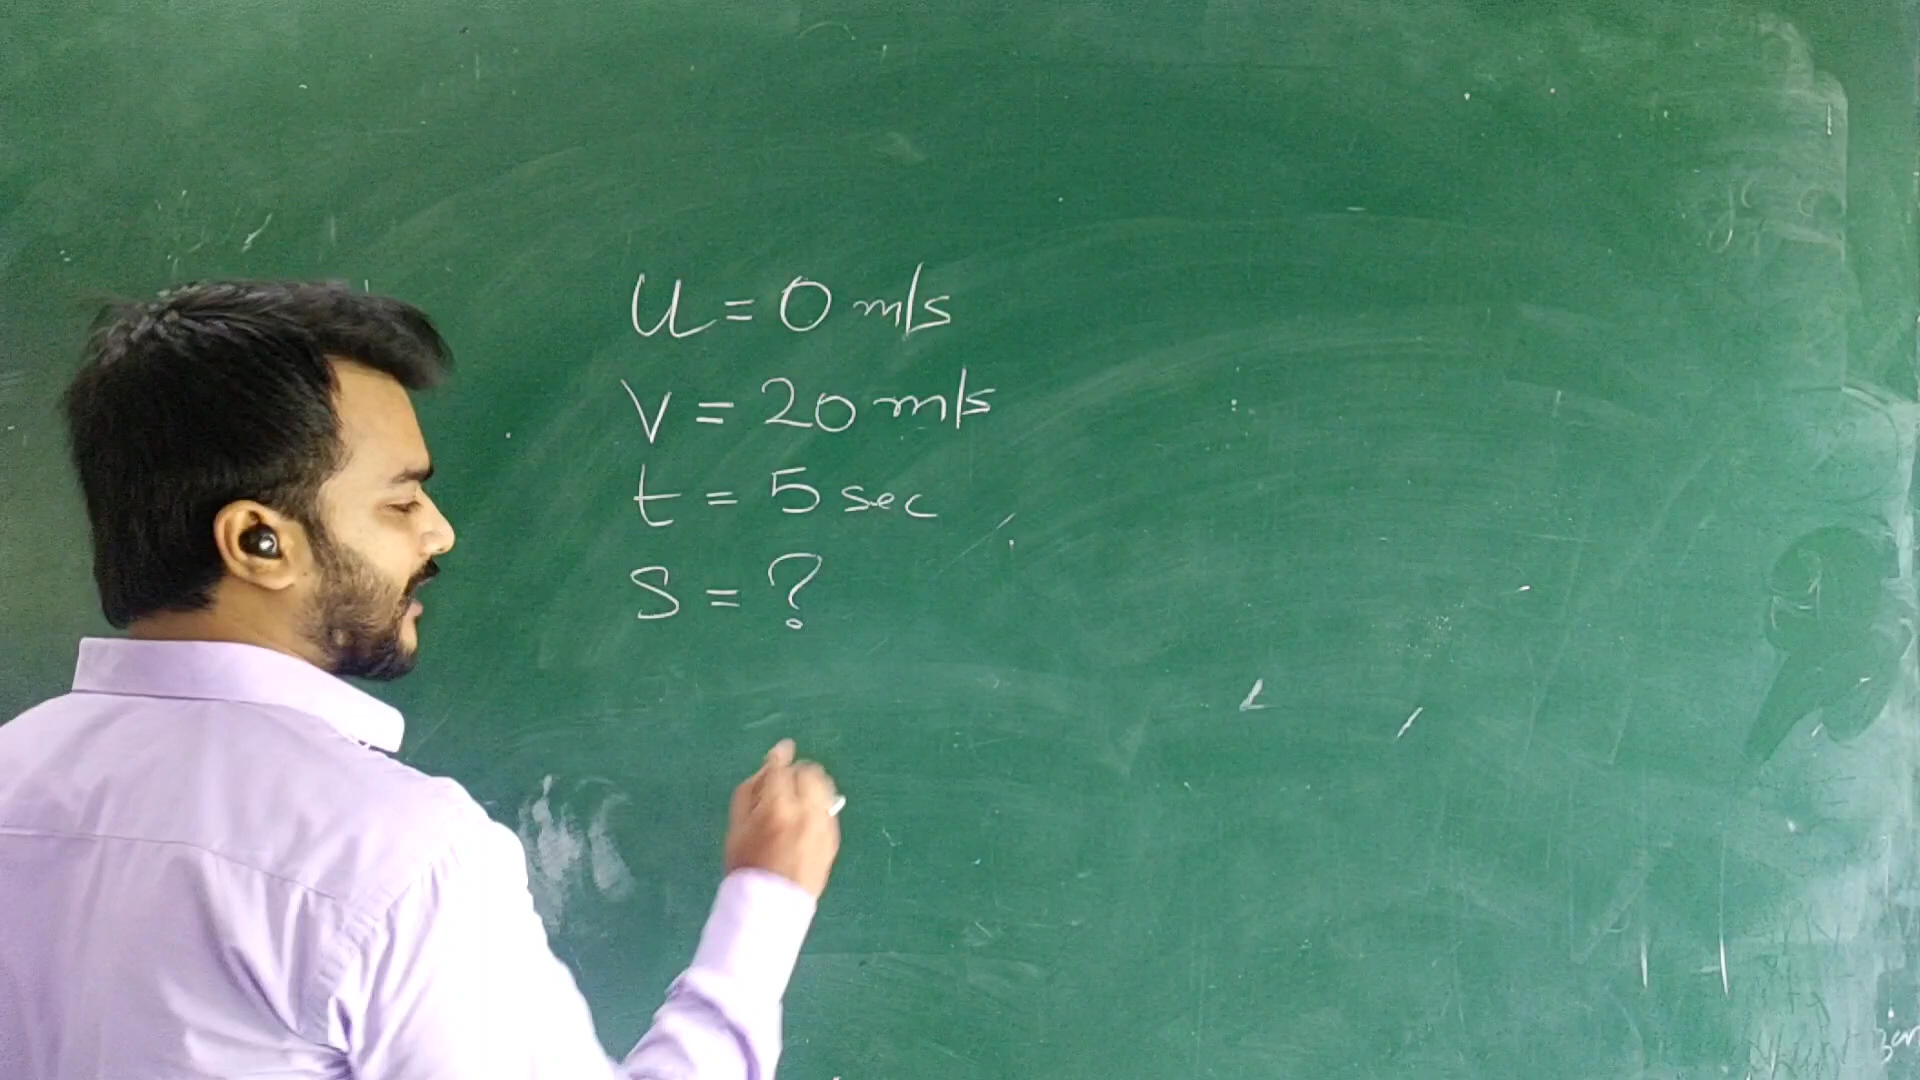 u = 0 m/s
v = 20 m/s
t = 5 sec
S = ?